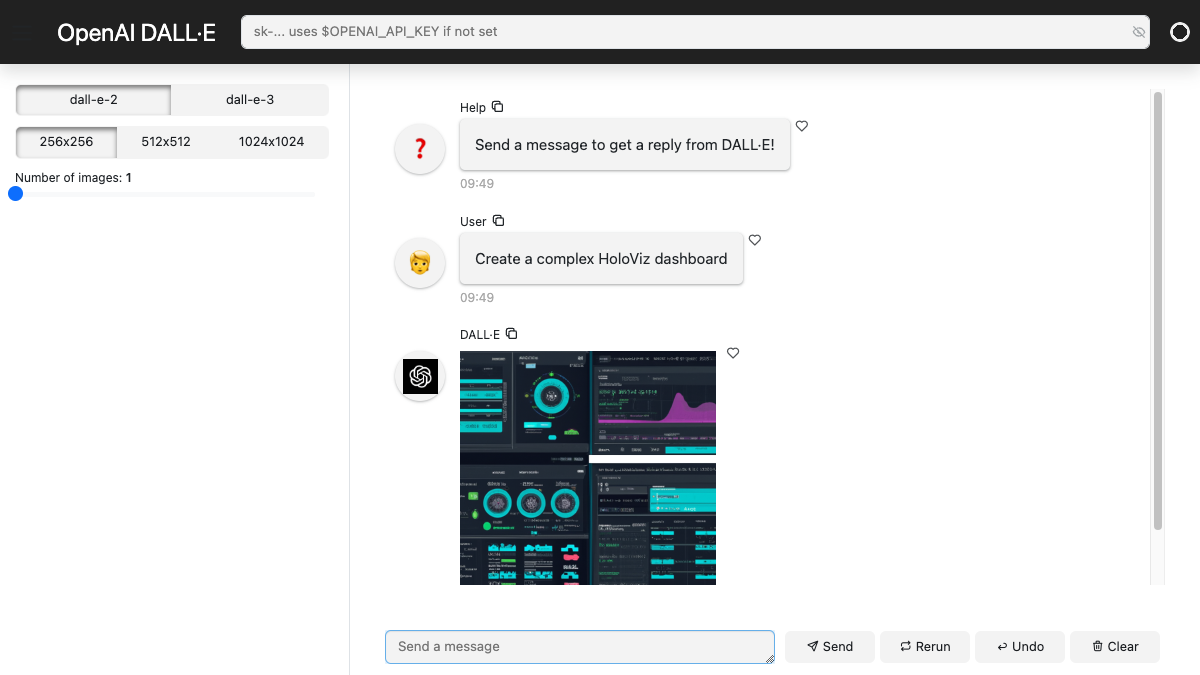 OpenAI DALL·E
sk-... uses $OPENAI_API_KEY if not set
dall-e-2
dall-e-3
256x256
512x512
1024x1024
Number of images: 1
Help
Send a message to get a reply from DALL·E!
09:49
User
Create a complex HoloViz dashboard
09:49
DALL·E
Send a message
Send
Rerun
Undo
Clear